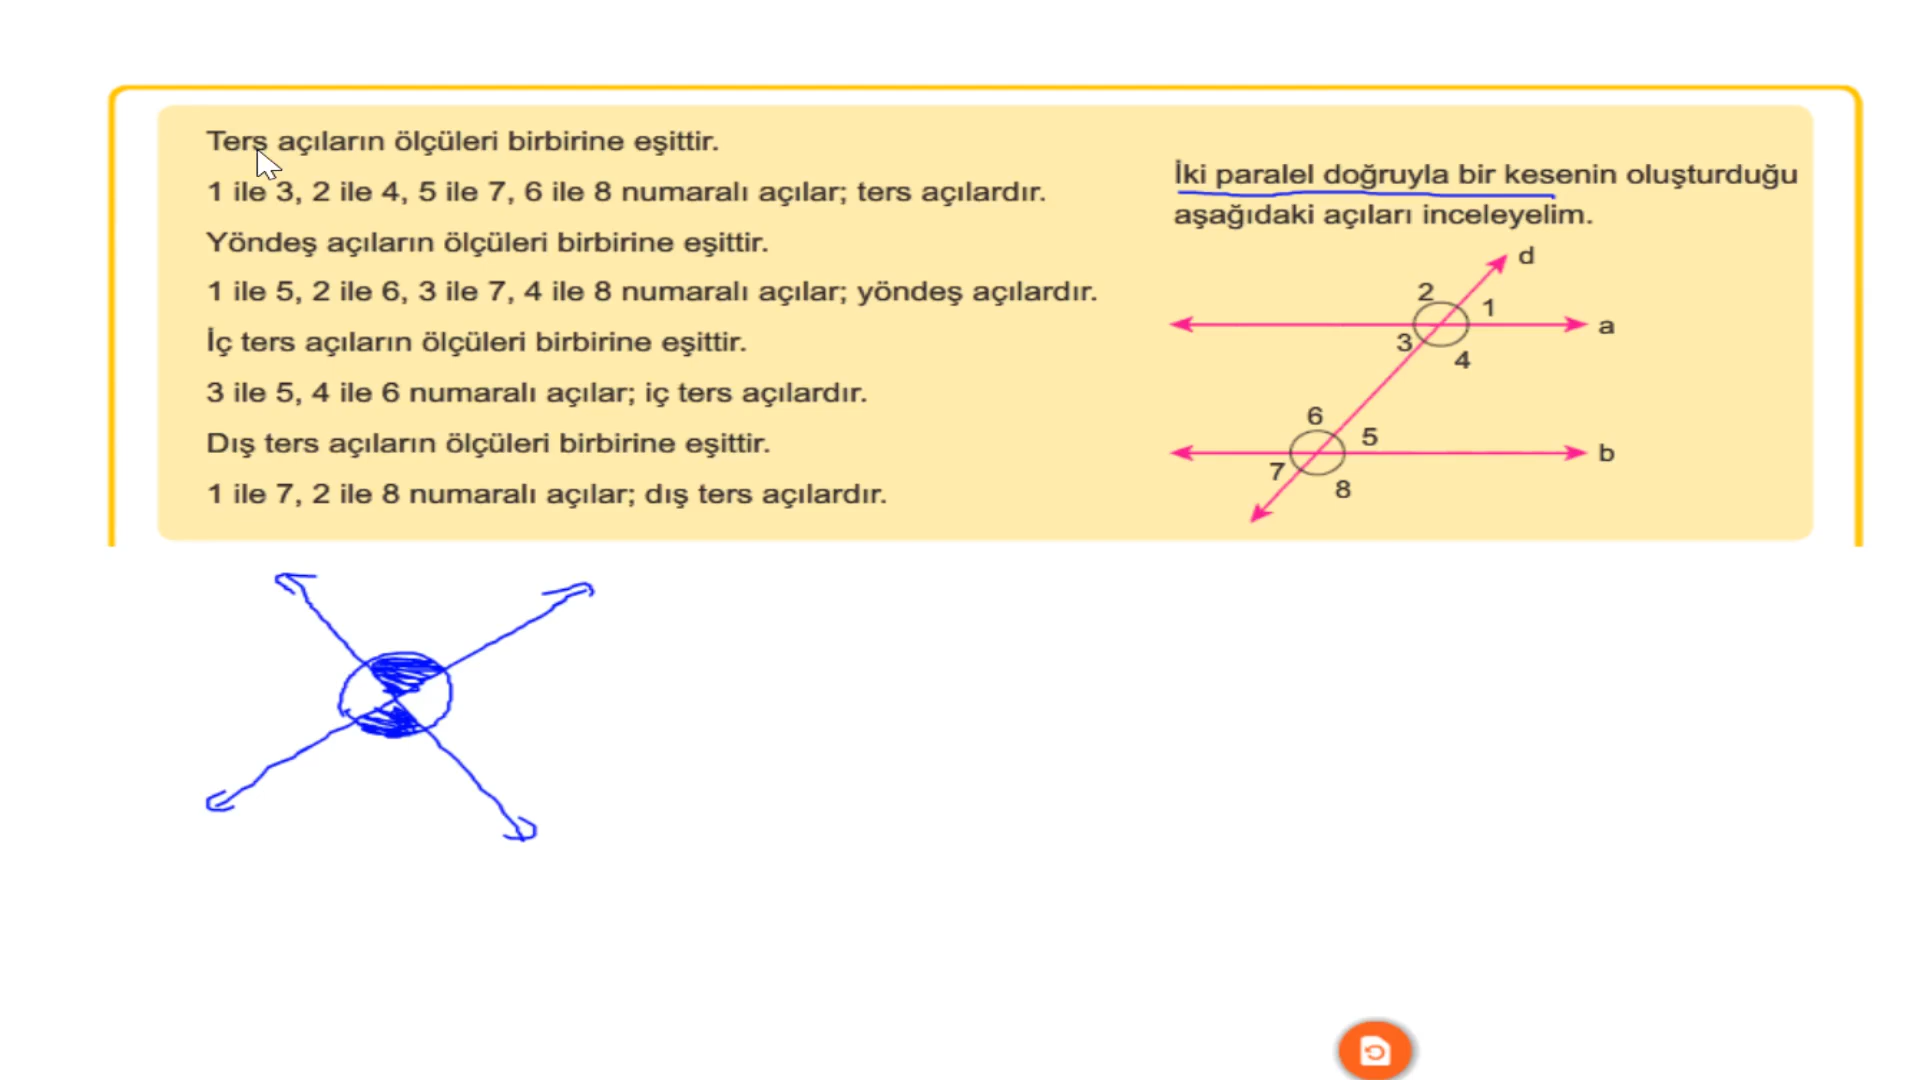 Ters açıların ölçüleri birbirine eşittir.
1 ile 3, 2 ile 4, 5 ile 7, 6 ile 8 numaralı açılar; ters açılardır.
Yöndeş açıların ölçüleri birbirine eşittir.
1 ile 5, 2 ile 6, 3 ile 7, 4 ile 8 numaralı açılar; yöndeş açılardır.
İç ters açıların ölçüleri birbirine eşittir.
3 ile 5, 4 ile 6 numaralı açılar; iç ters açılardır.
Dış ters açıların ölçüleri birbirine eşittir.
1 ile 7, 2 ile 8 numaralı açılar; dış ters açılardır.
İki paralel doğruyla bir kesenin oluşturduğu
aşağıdaki açıları inceleyelim.
d
2 1
a
3 4
6 5
b
7 8